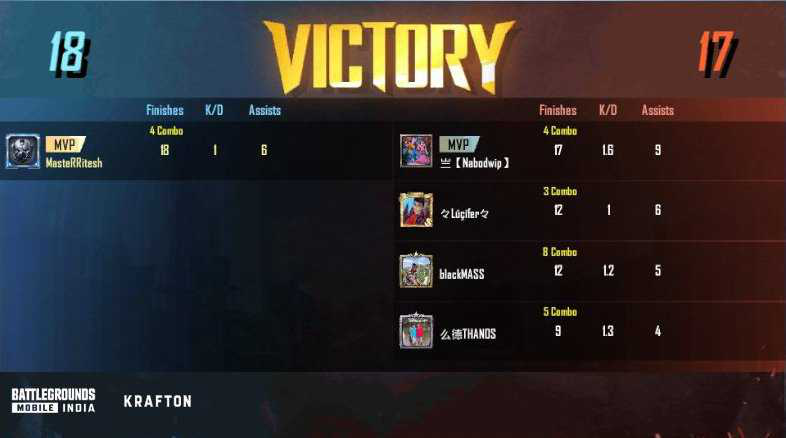 18
VICTORY
17
Finishes K/D Assists
4 Combo
MVP 18 1 6
MasteRRitesh
Finishes K/D Assists
4 Combo
MVP 17 1.6 9
亗【Nabodwip】
3 Combo
々Lúçifer々 12 1 6
8 Combo
blackMASS 12 1.2 5
5 Combo
么德THANOS 9 1.3 4
BATTLEGROUNDS
MOBILE INDIA
KRAFTON